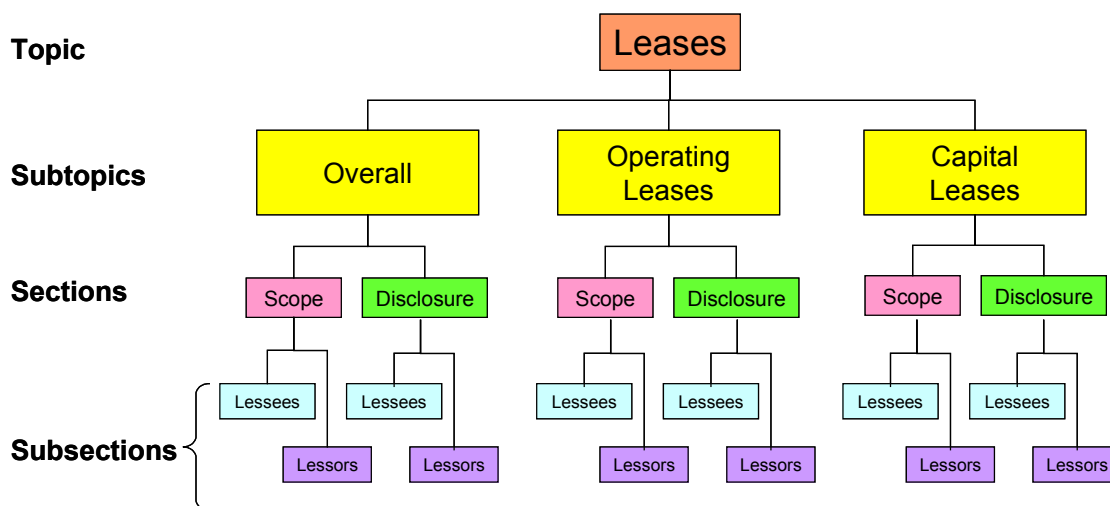 Topic
Leases
Subtopics
Overall
Operating
Leases
Capital
Leases
Sections
Scope
Disclosure
Scope
Disclosure
Scope
Disclosure
Subsections
Lessees
Lessees
Lessees
Lessees
Lessees
Lessees
Lessors
Lessors
Lessors
Lessors
Lessors
Lessors